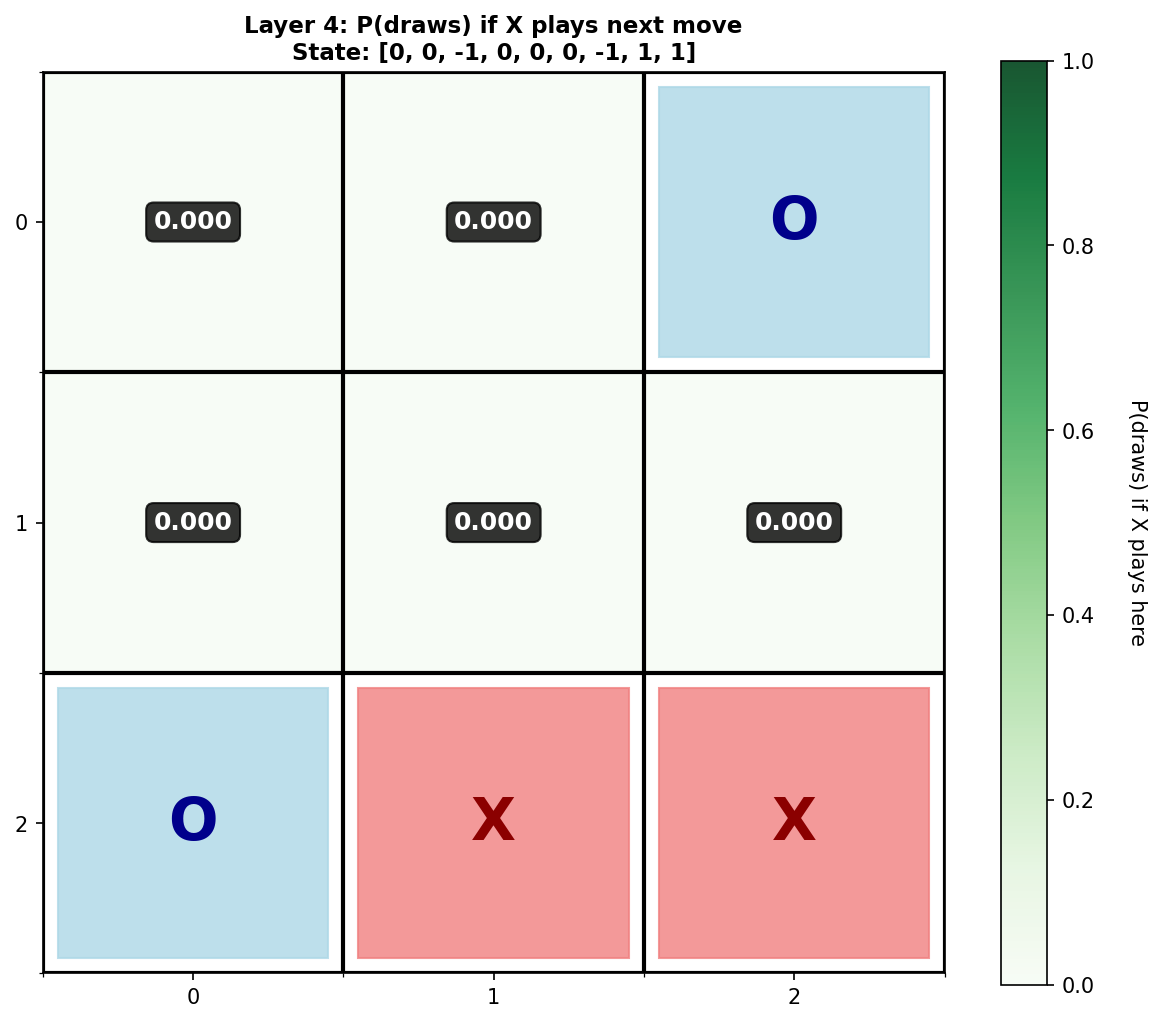 Layer 4: P(draws) if X plays next move
State: [0, 0, -1, 0, 0, 0, -1, 1, 1]
0
0.000
0.000
O
1
0.000
0.000
0.000
2
O
X
X
0
1
2
1.0
0.8
0.6
0.4
0.2
0.0
P(draws) if X plays here